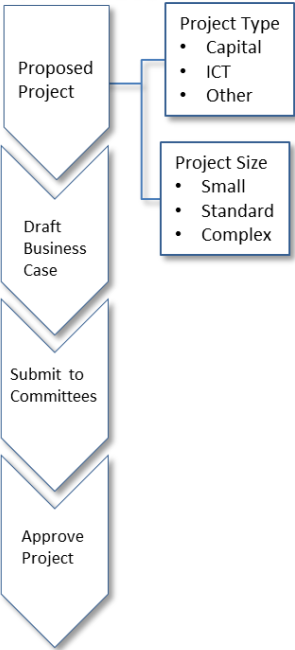 Proposed
Project
Project Type
• Capital
• ICT
• Other
Project Size
• Small
• Standard
• Complex
Draft
Business
Case
Submit to
Committees
Approve
Project